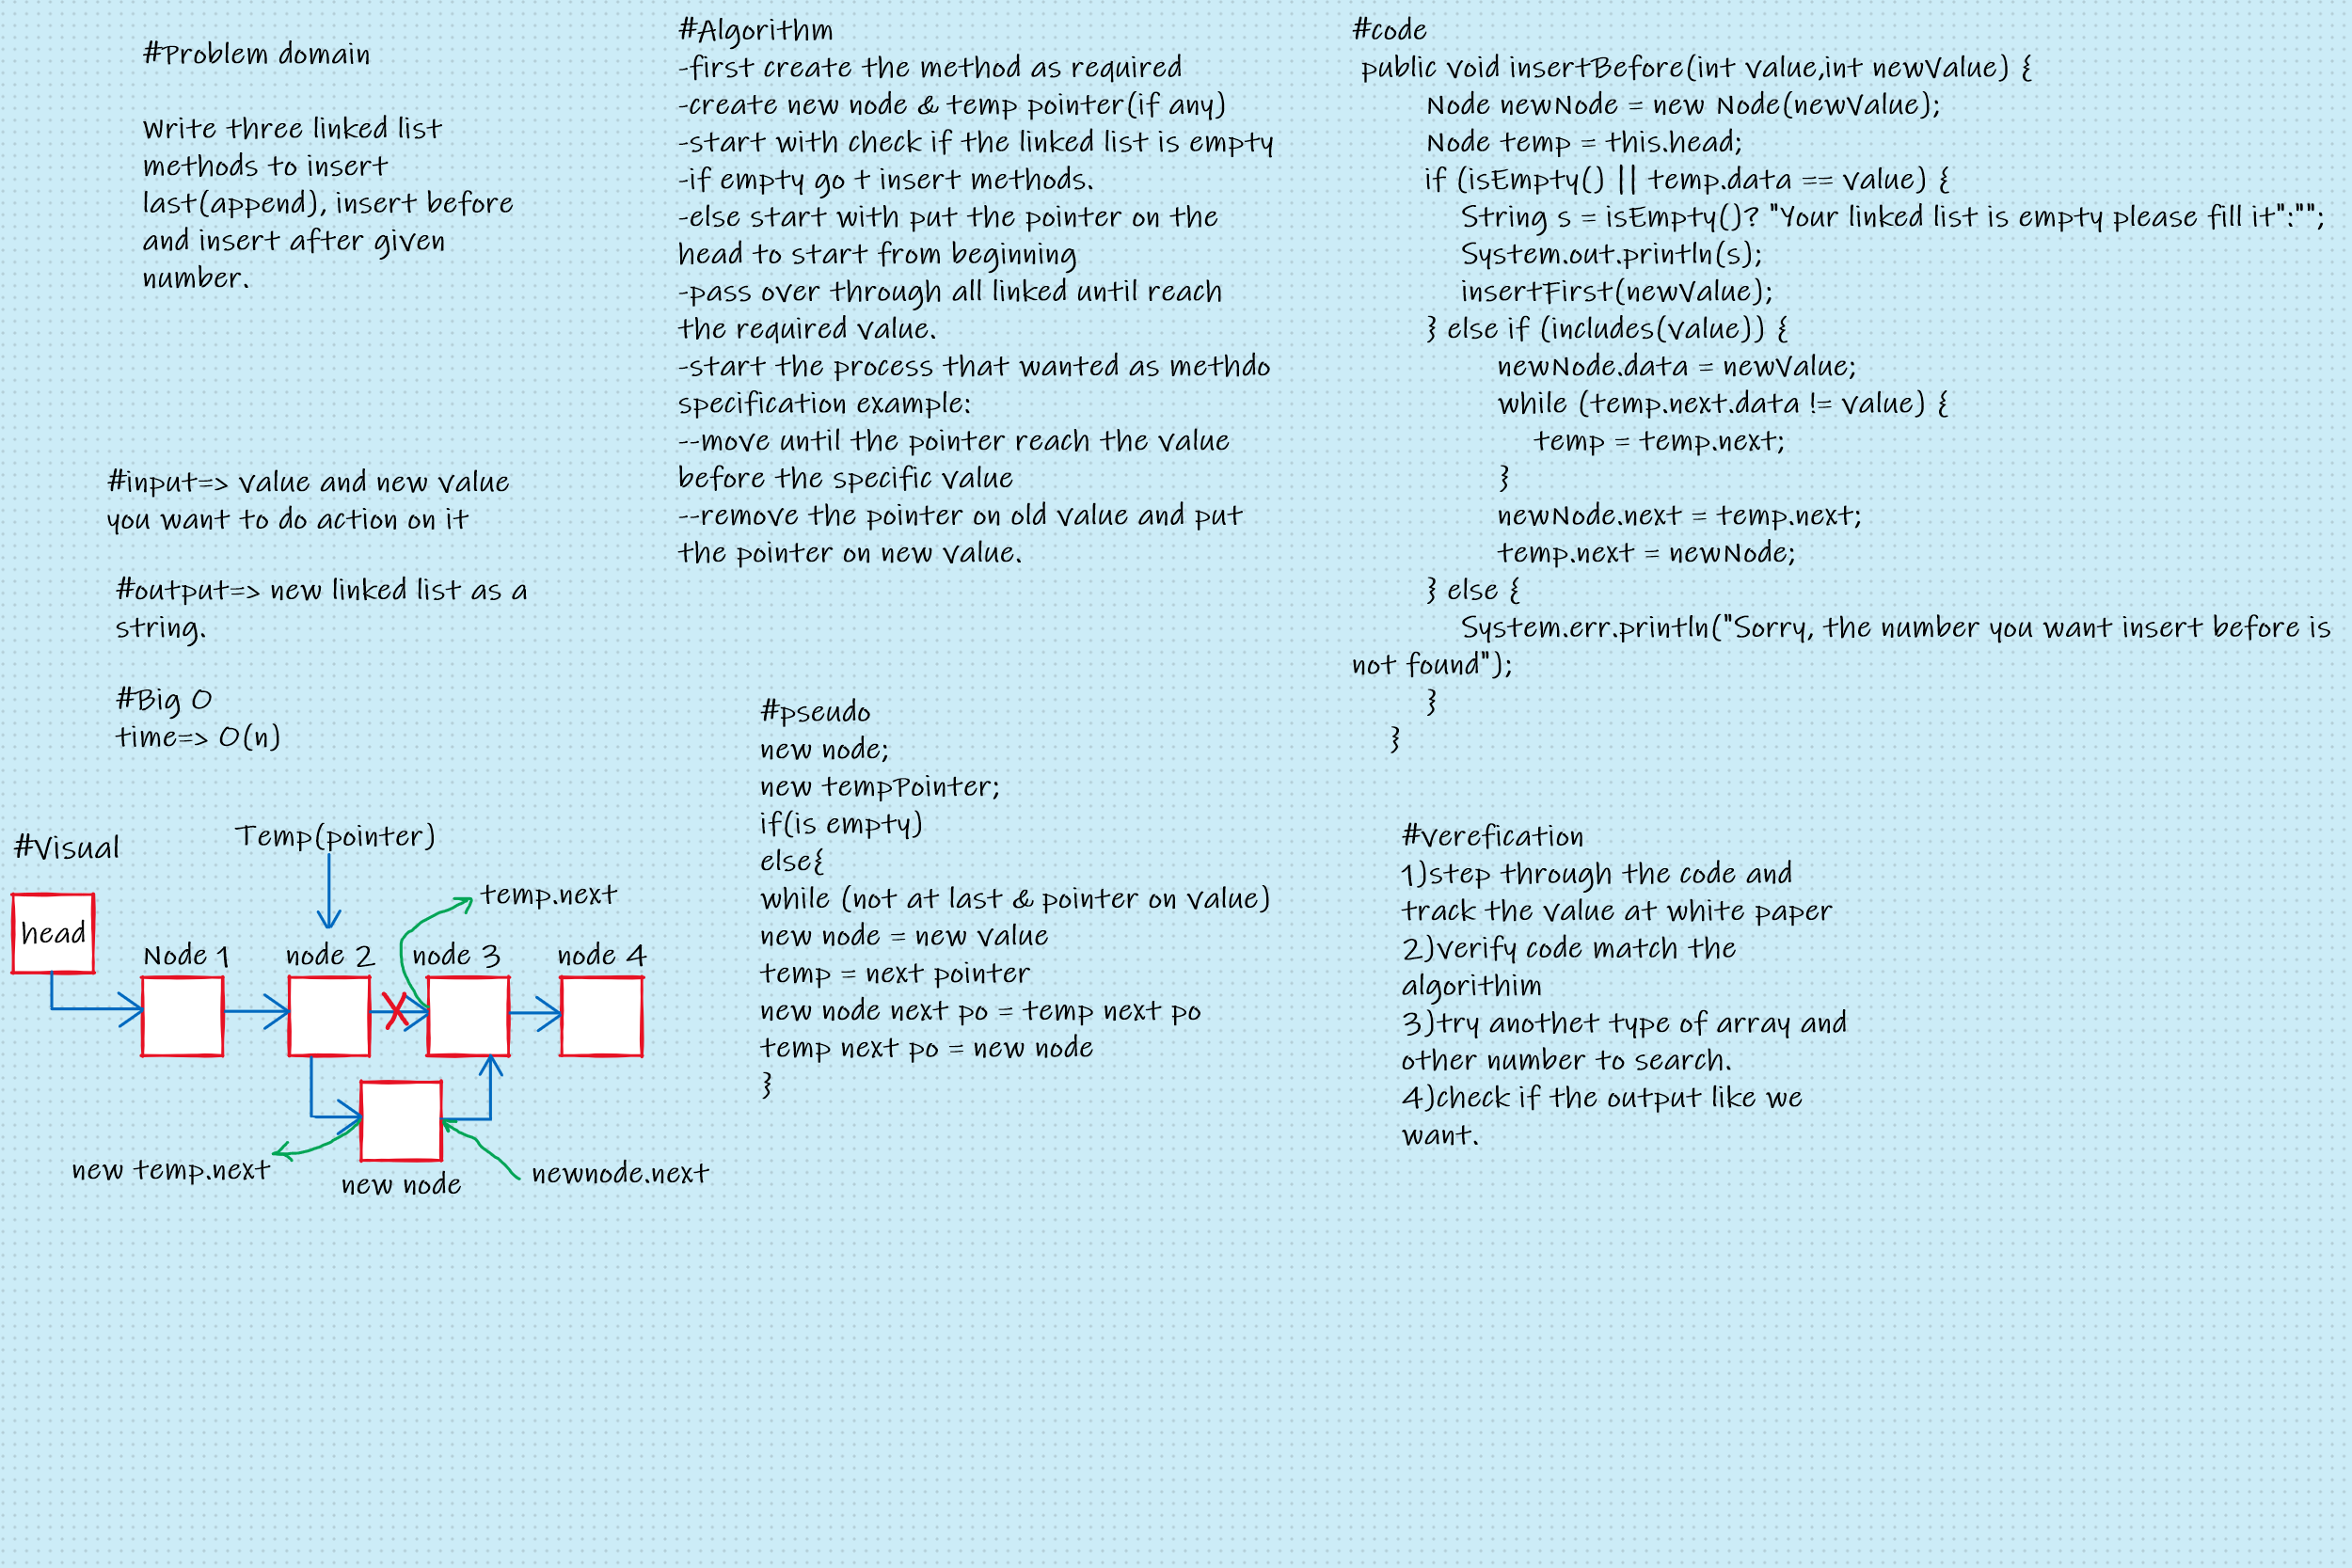 #Problem domain
Write three linked list
methods to insert
last(append), insert before
and insert after given
number.
#input=> value and new value
you want to do action on it
#output=> new linked list as a
string.
#Big O
time=> O(n)
#Visual
Temp(pointer)
temp.next
head
Node 1
node 2
node 3
node 4
new temp.next
new node
newnode.next
#Algorithm
-first create the method as required
-create new node & temp pointer(if any)
-start with check if the linked list is empty
-if empty go t insert methods.
-else start with put the pointer on the
head to start from beginning
-pass over through all linked until reach
the required value.
-start the process that wanted as methdo
specification example:
--move until the pointer reach the value
before the specific value
--remove the pointer on old value and put
the pointer on new value.
#pseudo
new node;
new tempPointer;
if(is empty)
else{
while (not at last & pointer on value)
new node = new value
temp = next pointer
new node next po = temp next po
temp next po = new node
}
#code
public void insertBefore(int value,int newValue) {
Node newNode = new Node(newValue);
Node temp = this.head;
if (isEmpty() || temp.data == value) {
String s = isEmpty()? "Your linked list is empty please fill it":"";
System.out.println(s);
insertFirst(newValue);
} else if (includes(value)) {
newNode.data = newValue;
while (temp.next.data != value) {
temp = temp.next;
}
newNode.next = temp.next;
temp.next = newNode;
} else {
System.err.println("Sorry, the number you want insert before is
not found");
}
}
#verefication
1)step through the code and
track the value at white paper
2)verify code match the
algorithim
3)try anothet type of array and
other number to search.
4)check if the output like we
want.